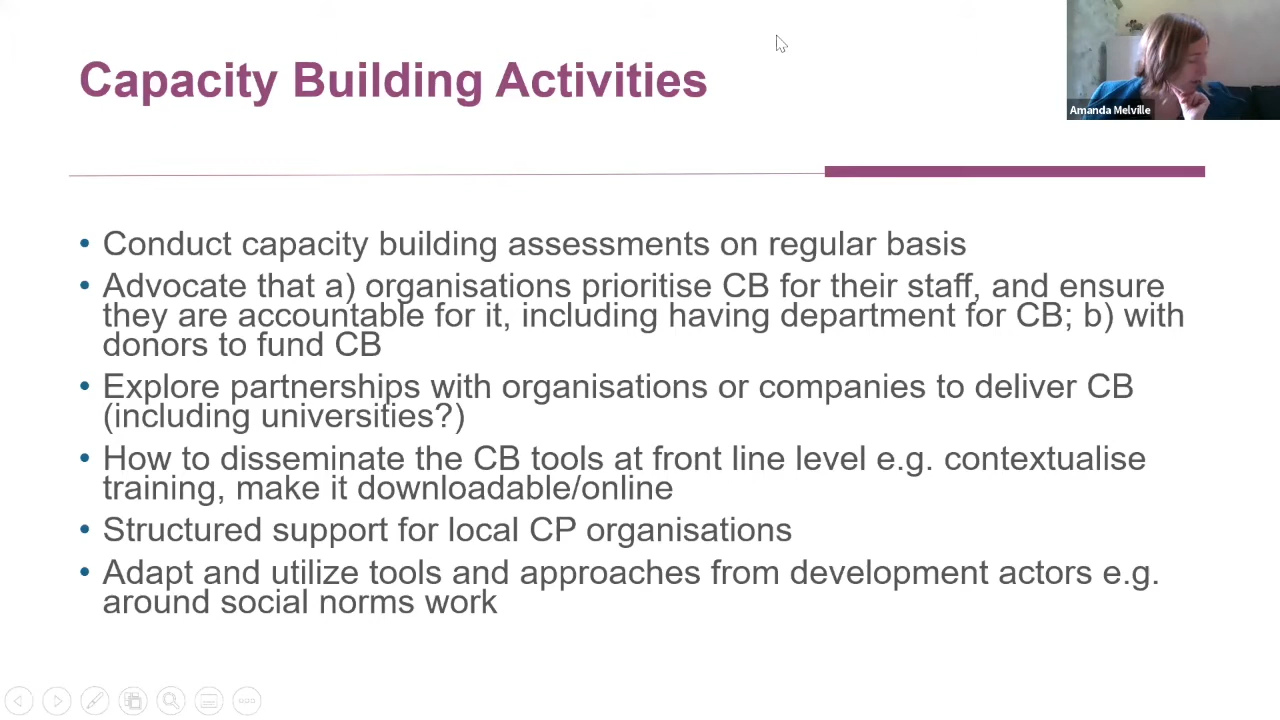 Capacity Building Activities
Amanda Melville
• Conduct capacity building assessments on regular basis
• Advocate that a) organisations prioritise CB for their staff, and ensure
they are accountable for it, including having department for CB; b) with
donors to fund CB
• Explore partnerships with organisations or companies to deliver CB
(including universities?)
• How to disseminate the CB tools at front line level e.g. contextualise
training, make it downloadable/online
• Structured support for local CP organisations
• Adapt and utilize tools and approaches from development actors e.g.
around social norms work